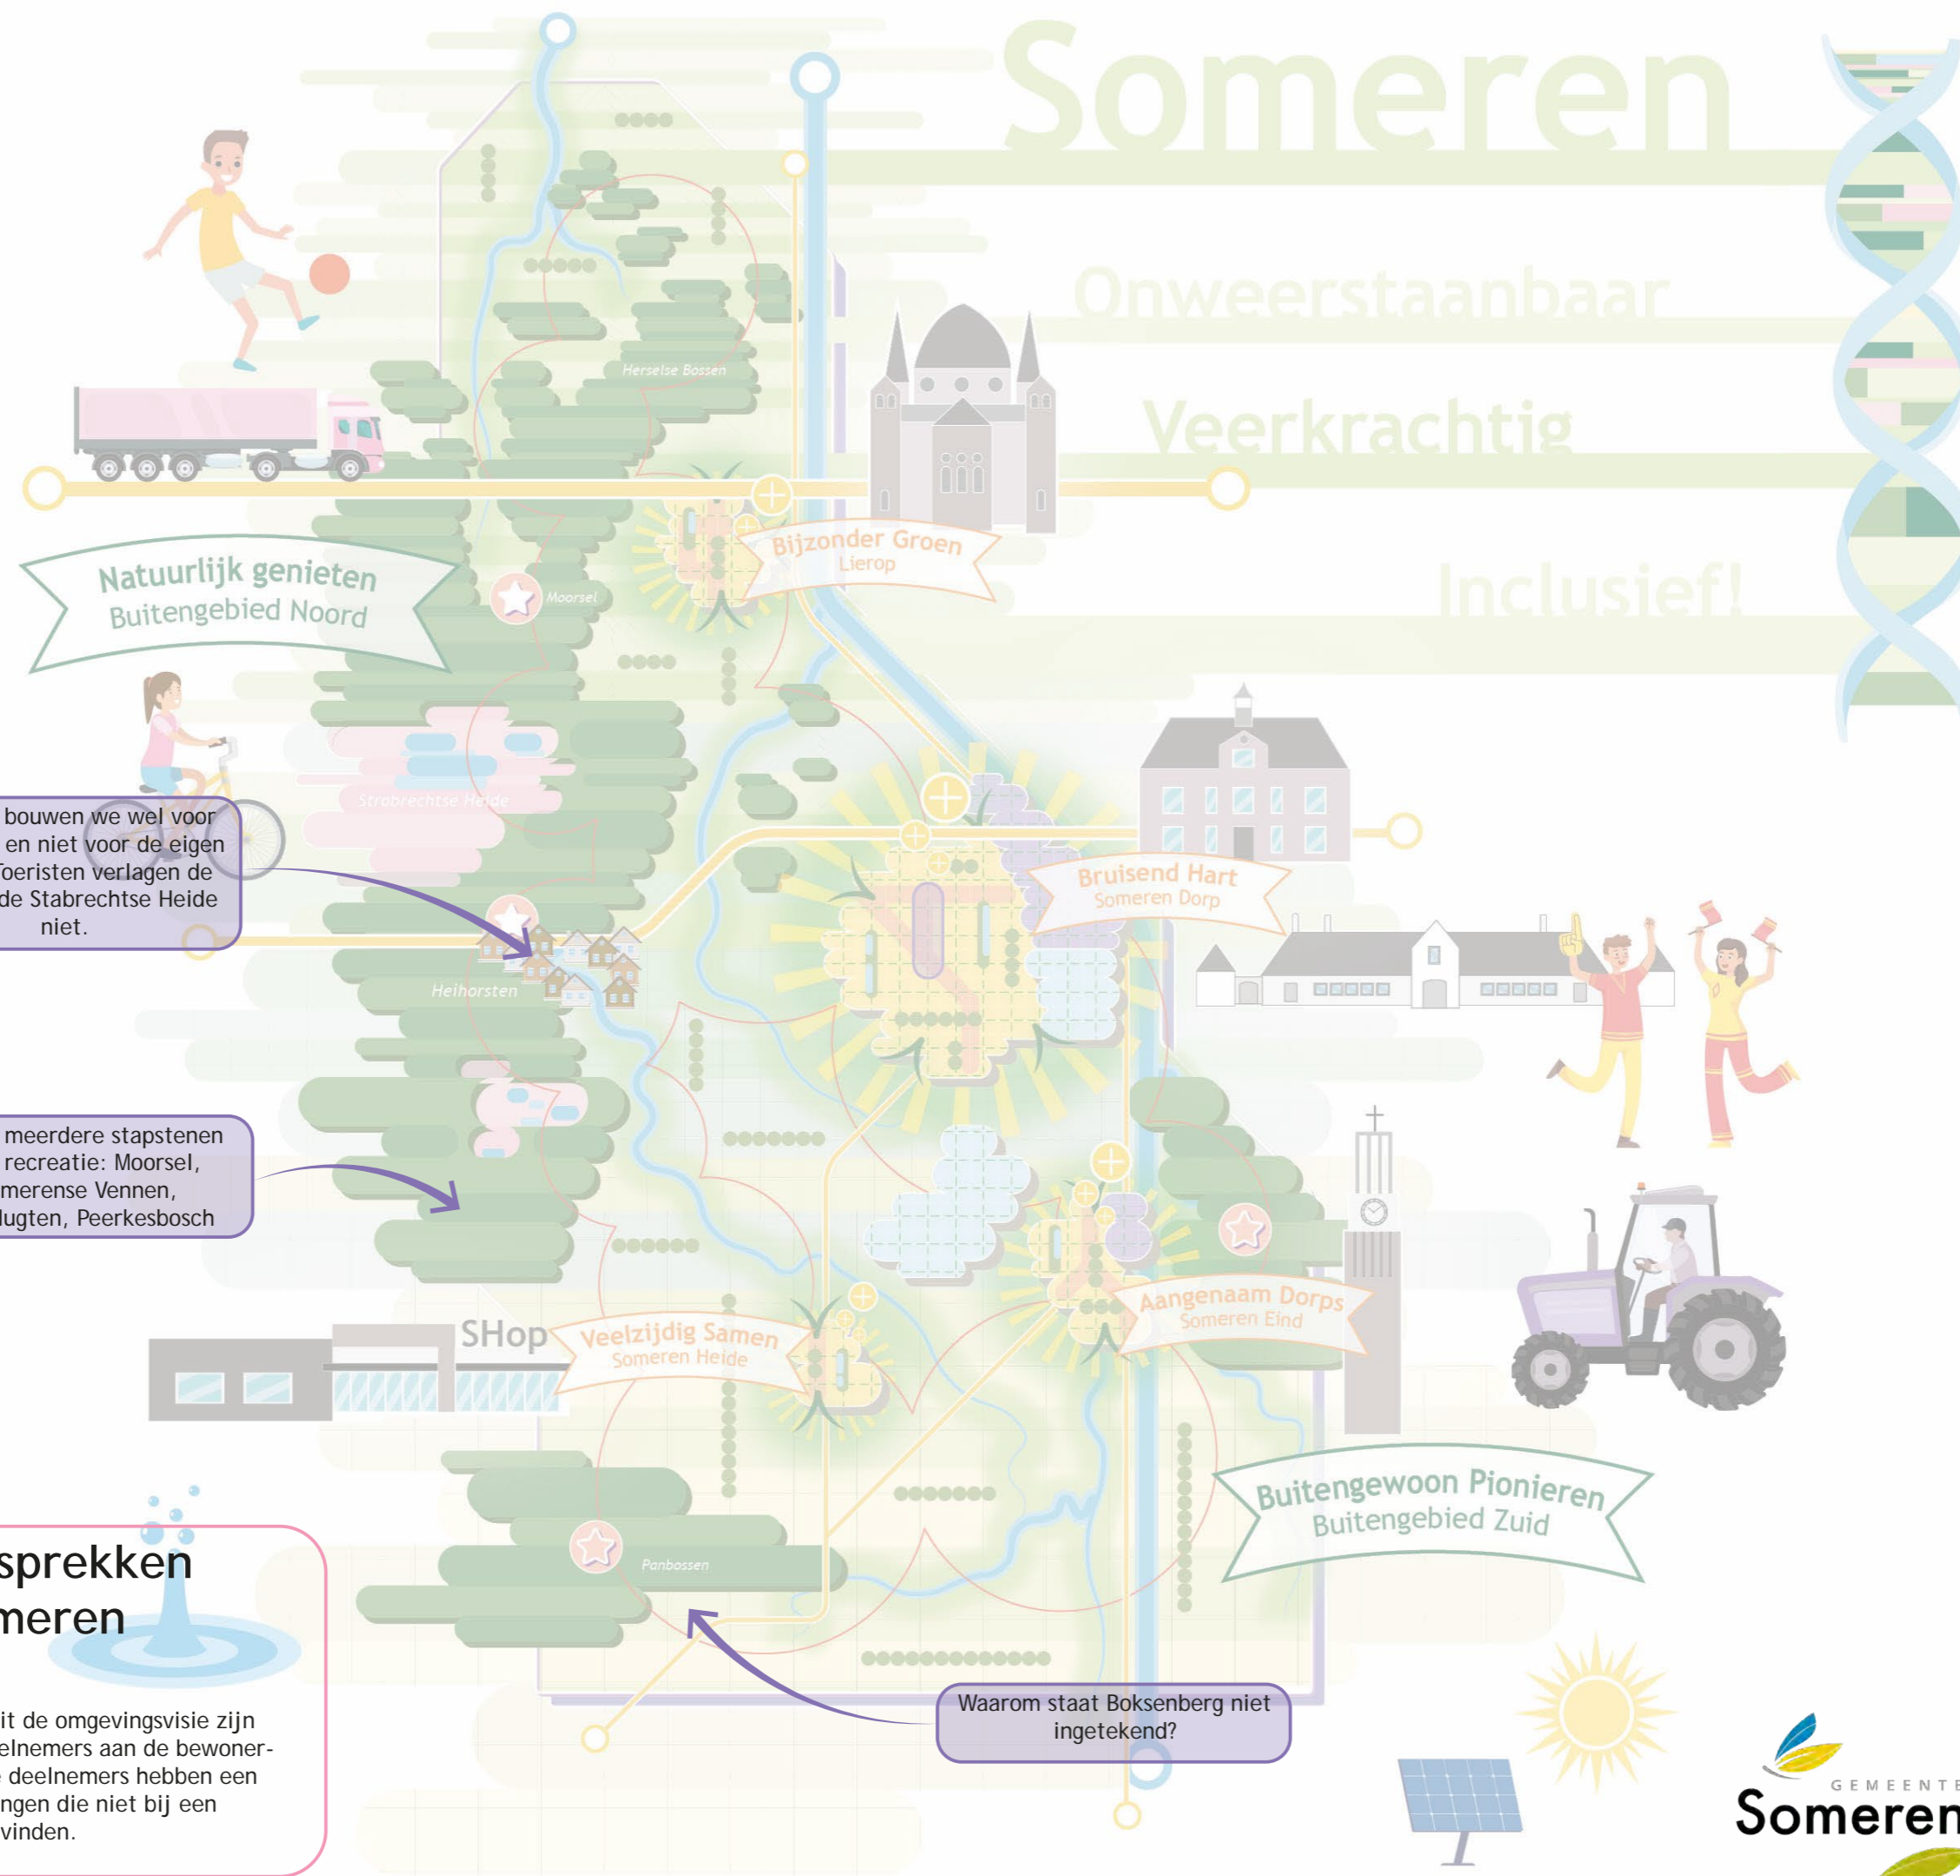 Someren
Onweerstaanbaar
Veerkrachtig
Inclusief!
Herselse Bossen
Bijzonder Groen
Lierop
Natuurlijk genieten
Buitengebied Noord
Moorsel
Strabrechtse Heide
bouwen we wel voor
en niet voor de eigen
Toeristen verlagen de
de Stabrechtse Heide
niet.
Bruisend Hart
Someren Dorp
Heihorsten
meerdere stapstenen
recreatie: Moorsel,
merense Vennen,
lugten, Peerkesbosch
Aangenaam Dorps
Someren Eind
SHop
Veelzijdig Samen
Someren Heide
Buitengewoon Pionieren
Buitengebied Zuid
Panbossen
sprekken
meren
it de omgevingsvisie zijn
elnemers aan de bewoner-
deelnemers hebben een
ngen die niet bij een
vinden.
Waarom staat Boksenberg niet
ingetekend?
GEMEENTE
Someren